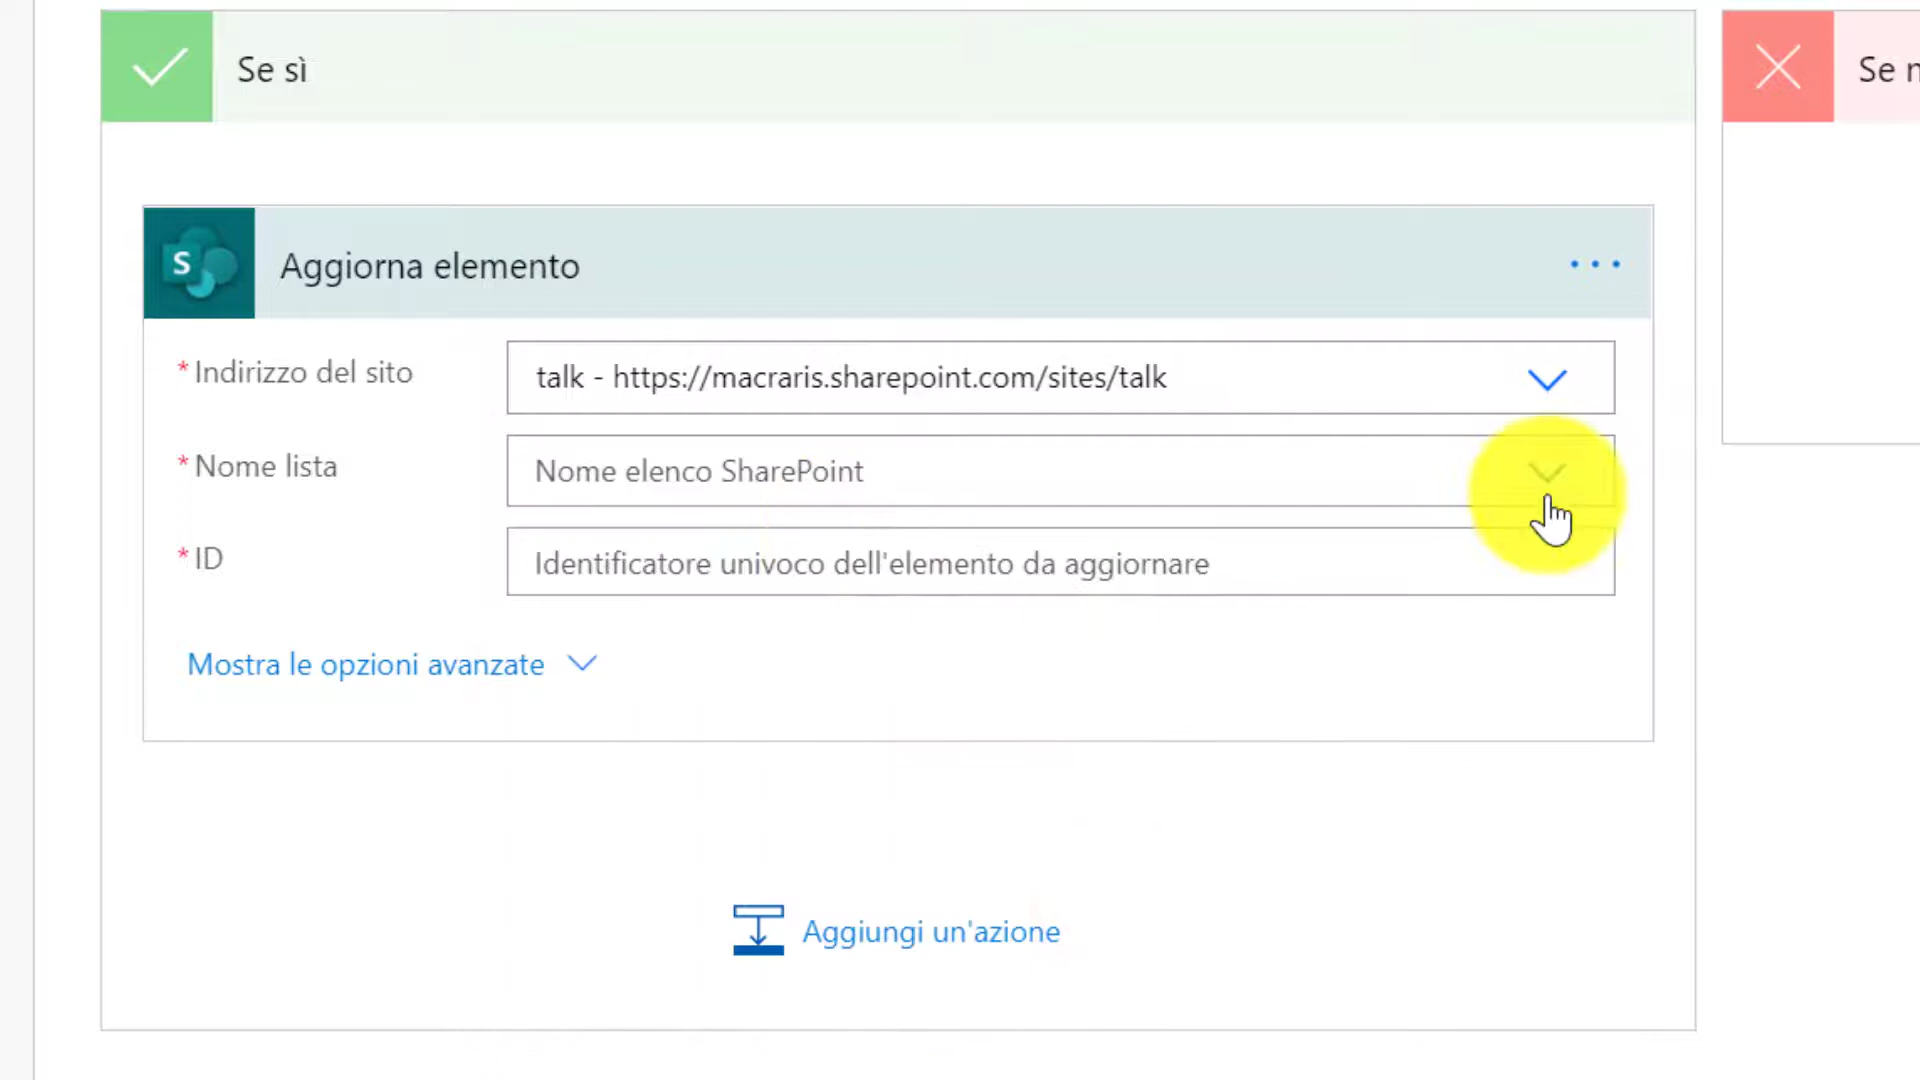 Se sì
Se
S
Aggiorna elemento
* Indirizzo del sito
talk - https://macraris.sharepoint.com/sites/talk
* Nome lista
Nome elenco SharePoint
* ID
Identificatore univoco dell'elemento da aggiornare
Mostra le opzioni avanzate
Aggiungi un'azione